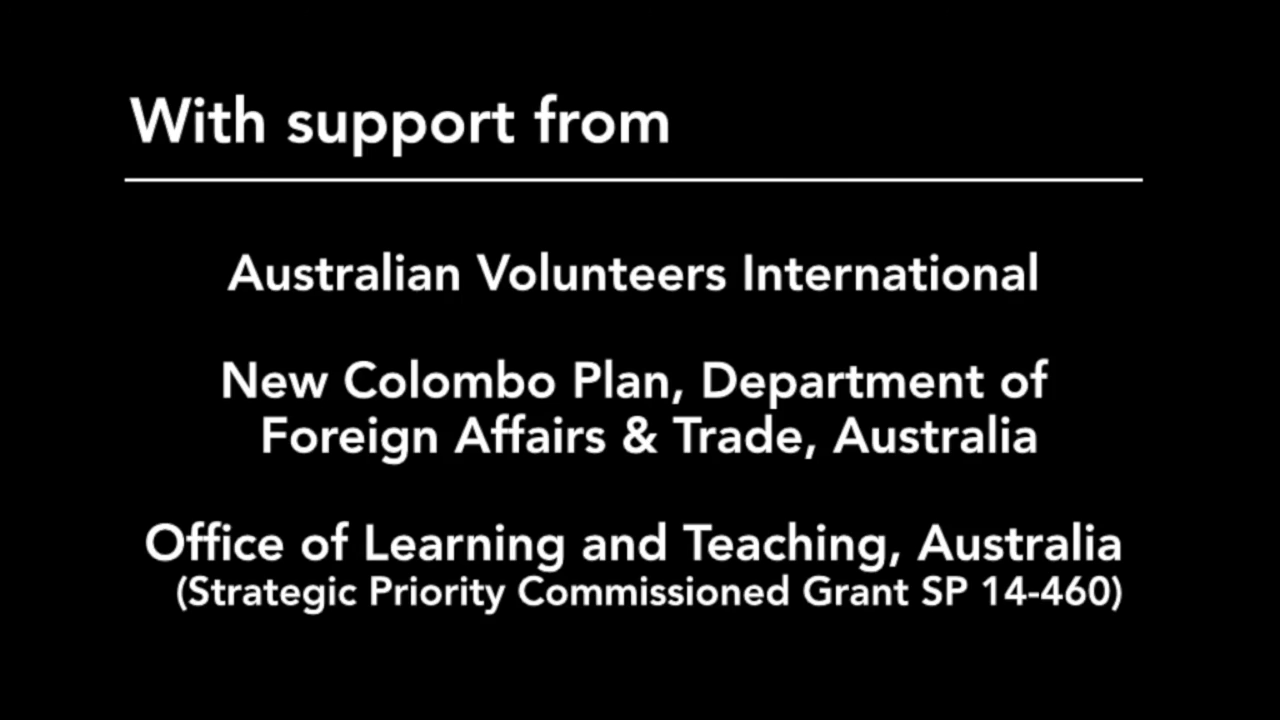 With support from
Australian Volunteers International
New Colombo Plan, Department of
Foreign Affairs & Trade, Australia
Office of Learning and Teaching, Australia
(Strategic Priority Commissioned Grant SP 14-460)